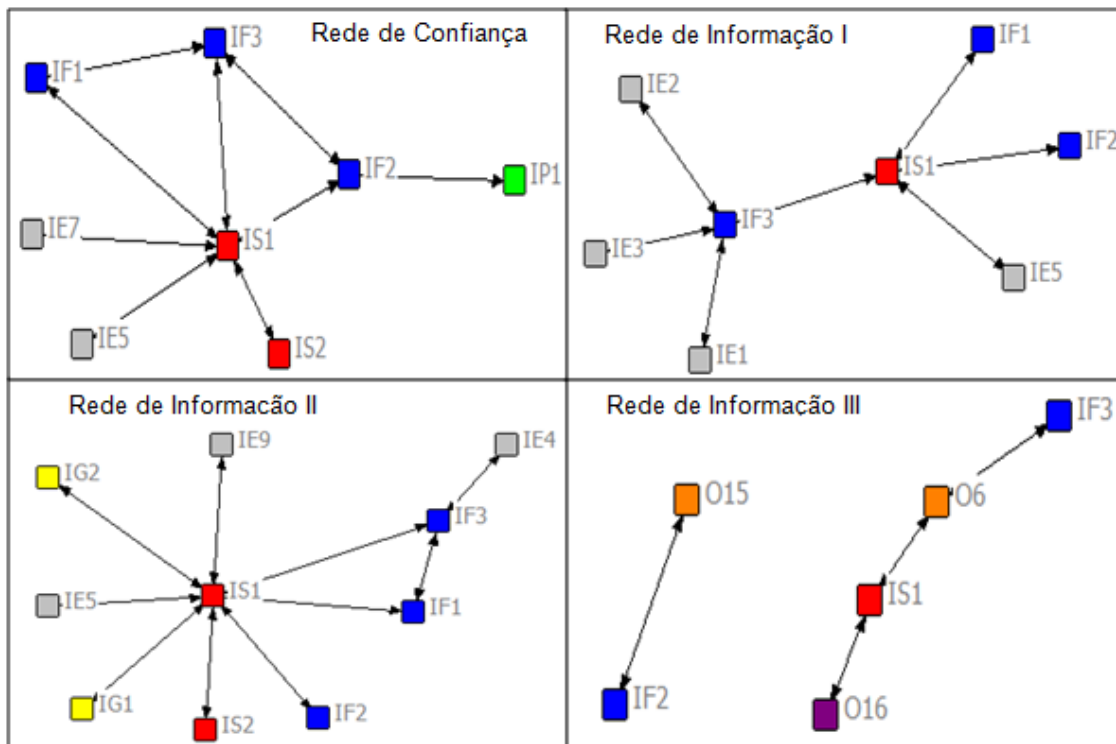 Rede de Confiança
IF3
IF1
IF2
IP1
IE7
IS1
IE5
IS2
Rede de Informação I
IF1
IE2
IF2
IS1
IF3
IE3
IE5
IE1
Rede de Informacão II
IE9
IE4
IG2
IF3
IS1
IE5
IF1
IG1
IS2
IF2
Rede de Informacão III
IF3
O15
O6
IS1
IF2
O16